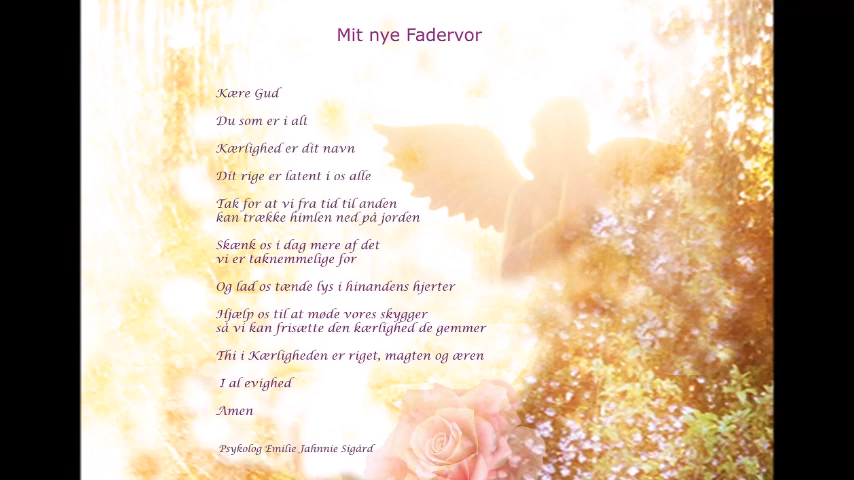 Mit nye Fadervor
Kære Gud
Du som er i alt
Kærlighed er dit navn
Dit rige er latent i os alle
Tak for at vi fra tid til anden
kan trække himlen ned på jorden
Skænk os i dag mere af det
vi er taknemmelige for
Og lad os tænde lys i hinandens hjerter
Hjælp os til at møde vores skygger
så vi kan frisætte den kærlighed de gemmer
Thi i Kærligheden er riget, magten og æren
I al evighed
Amen
Psykolog Emilie Jahnnie Sigård